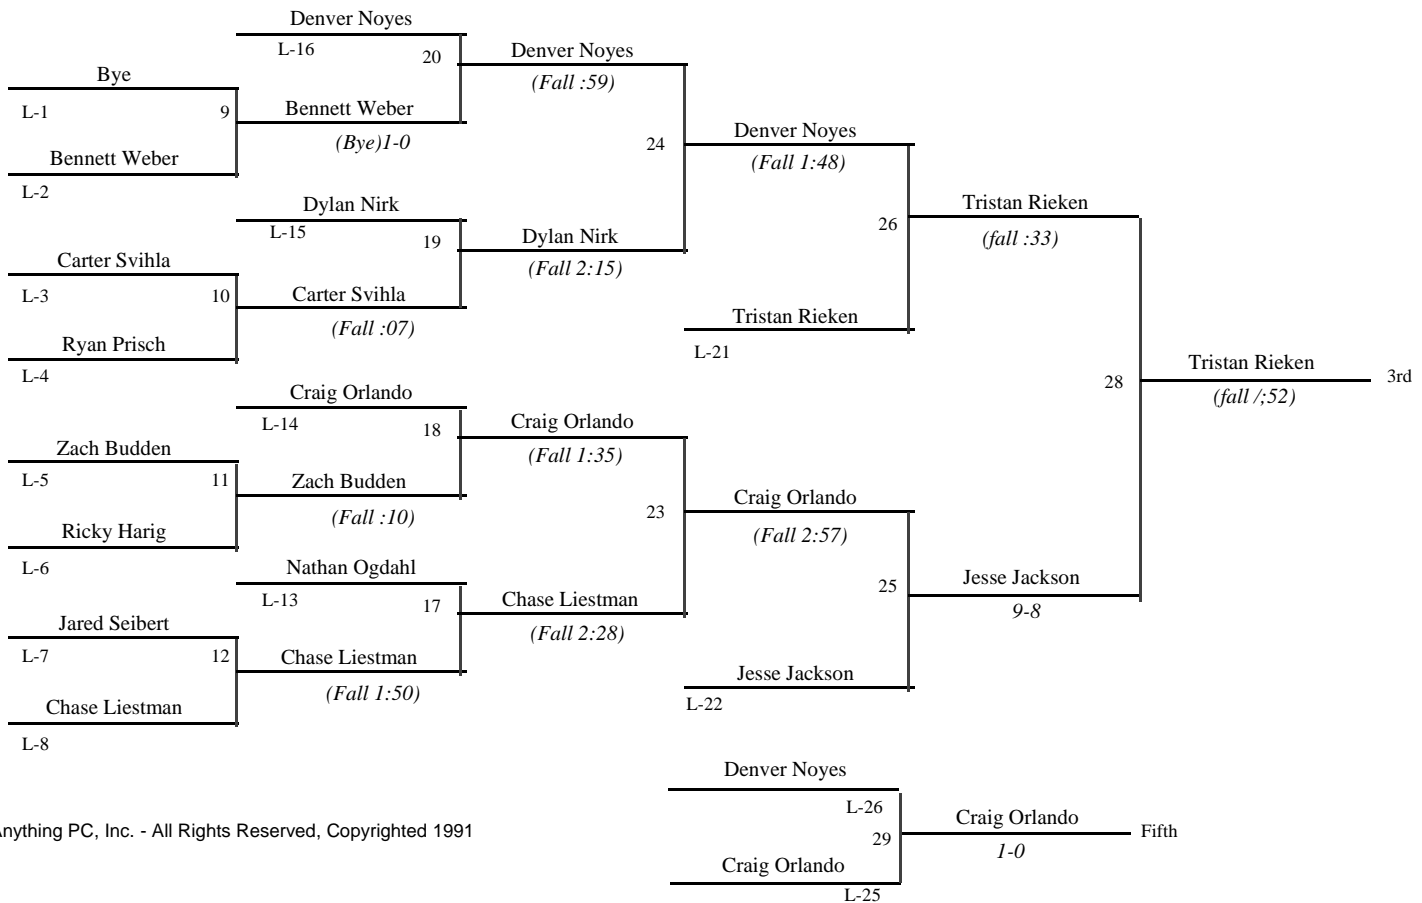 Denver Noyes
L-16
20
Denver Noyes
(Fall :59)
Bye
L-1
9
Bennett Weber
(Bye)1-0
Bennett Weber
L-2
24
Denver Noyes
(Fall 1:48)
Dylan Nirk
L-15
19
Dylan Nirk
(Fall 2:15)
26
Tristan Rieken
(fall :33)
Carter Svihla
L-3
10
Carter Svihla
(Fall :07)
Ryan Prisch
L-4
Tristan Rieken
L-21
28
Tristan Rieken
(fall /;52)
3rd
Craig Orlando
L-14
18
Craig Orlando
(Fall 1:35)
Zach Budden
L-5
11
Zach Budden
(Fall :10)
Ricky Harig
L-6
23
Craig Orlando
(Fall 2:57)
Nathan Ogdahl
L-13
17
Chase Liestman
(Fall 2:28)
25
Jesse Jackson
9-8
Jared Seibert
L-7
12
Chase Liestman
(Fall 1:50)
Chase Liestman
L-8
Jesse Jackson
L-22
Denver Noyes
L-26
29
Craig Orlando
1-0
Fifth
Craig Orlando
L-25
nything PC, Inc. - All Rights Reserved, Copyrighted 1991